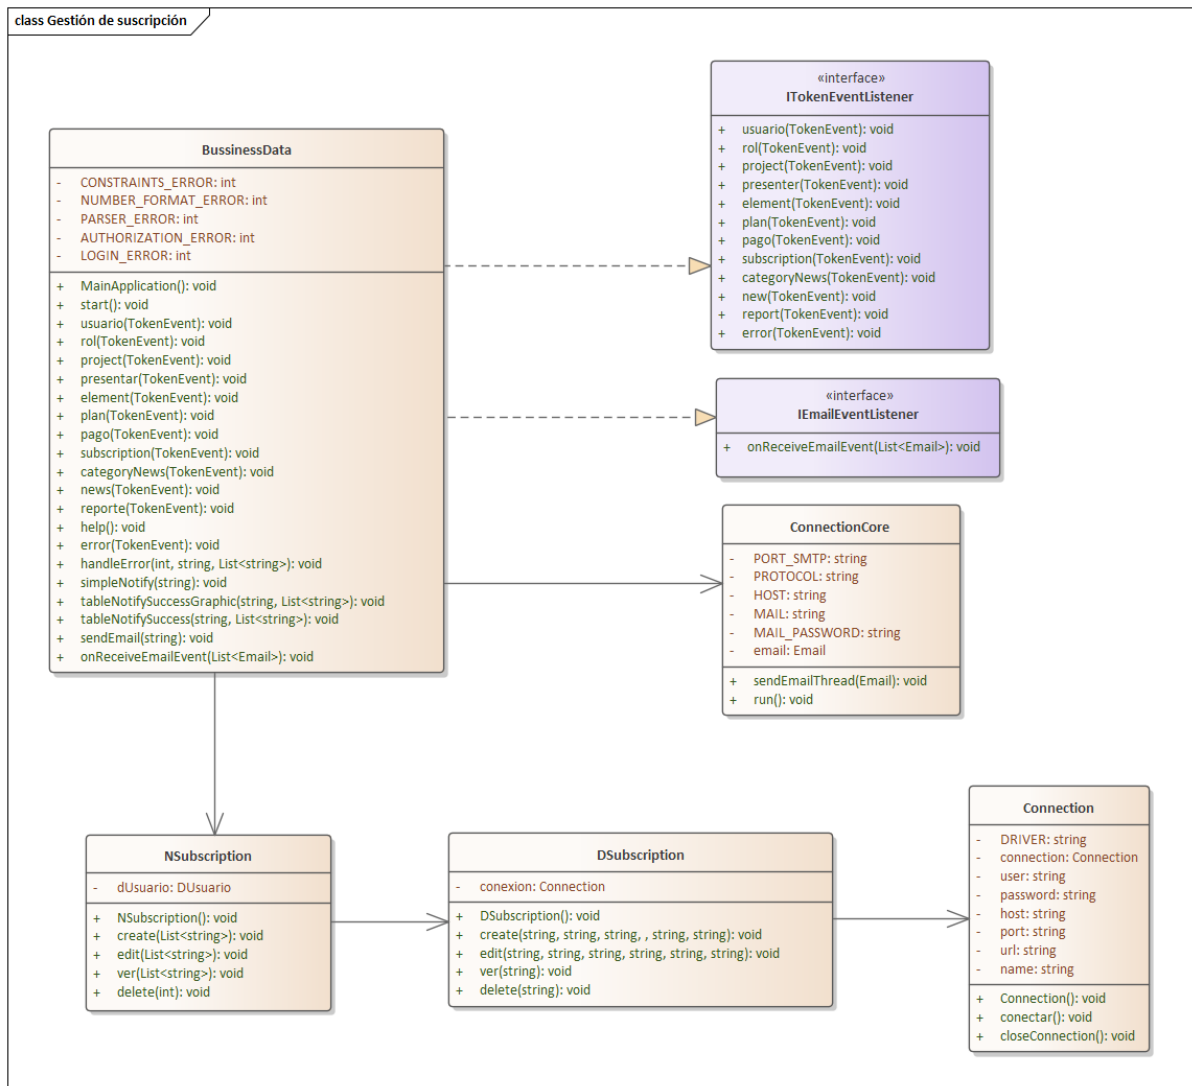 class Gestión de suscripción
BussinessData
- CONSTRAINTS_ERROR: int
- NUMBER_FORMAT_ERROR: int
- PARSER_ERROR: int
- AUTHORIZATION_ERROR: int
- LOGIN_ERROR: int
+ MainApplication(): void
+ start(): void
+ usuario(TokenEvent): void
+ rol(TokenEvent): void
+ project(TokenEvent): void
+ presentar(TokenEvent): void
+ element(TokenEvent): void
+ plan(TokenEvent): void
+ pago(TokenEvent): void
+ subscription(TokenEvent): void
+ categoryNews(TokenEvent): void
+ news(TokenEvent): void
+ reporte(TokenEvent): void
+ help(): void
+ error(TokenEvent): void
+ handleError(int, string, List<string>): void
+ simpleNotify(string): void
+ tableNotifySuccessGraphic(string, List<string>): void
+ tableNotifySuccess(string, List<string>): void
+ sendEmail(string): void
+ onReceiveEmailEvent(List<Email>): void
«interface»
ITokenEventListener
+ usuario(TokenEvent): void
+ rol(TokenEvent): void
+ project(TokenEvent): void
+ presenter(TokenEvent): void
+ element(TokenEvent): void
+ plan(TokenEvent): void
+ pago(TokenEvent): void
+ subscription(TokenEvent): void
+ categoryNews(TokenEvent): void
+ new(TokenEvent): void
+ report(TokenEvent): void
+ error(TokenEvent): void
«interface»
IEmailEventListener
+ onReceiveEmailEvent(List<Email>): void
ConnectionCore
- PORT_SMTP: string
- PROTOCOL: string
- HOST: string
- MAIL: string
- MAIL_PASSWORD: string
- email: Email
+ sendEmailThread(Email): void
+ run(): void
NSubscription
- dUsuario: DUsuario
+ NSubscription(): void
+ create(List<string>): void
+ edit(List<string>): void
+ ver(List<string>): void
+ delete(int): void
DSubscription
- conexion: Connection
+ DSubscription(): void
+ create(string, string, string, , string, string): void
+ edit(string, string, string, string, string, string): void
+ ver(string): void
+ delete(string): void
Connection
- DRIVER: string
- connection: Connection
- user: string
- password: string
- host: string
- port: string
- url: string
- name: string
+ Connection(): void
+ conectar(): void
+ closeConnection(): void